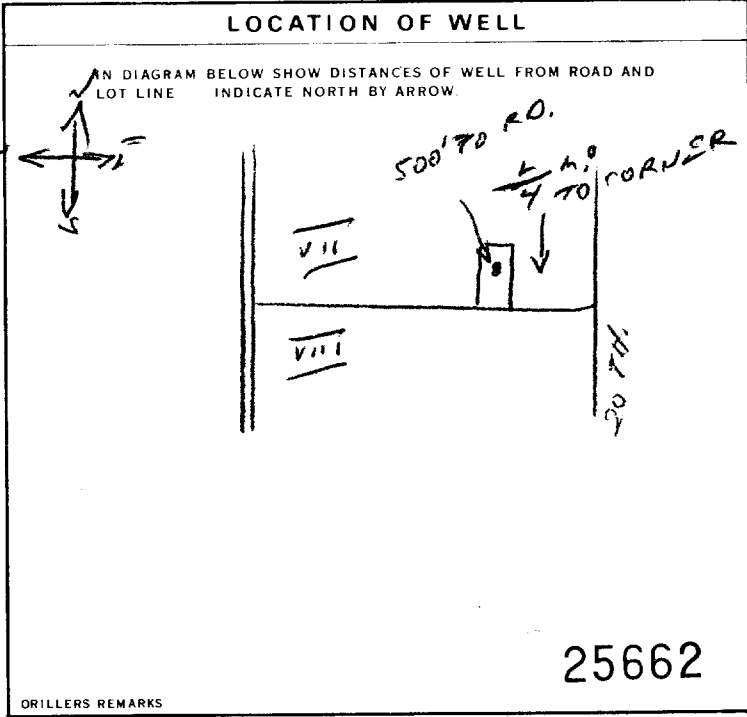 LOCATION OF WELL
IN DIAGRAM BELOW SHOW DISTANCES OF WELL FROM ROAD AND
LOT LINE INDICATE NORTH BY ARROW.
N
S
500' TO RD.
1/4 mi TO CORNER
VII
VIII
20 TH.
25662
DRILLERS REMARKS